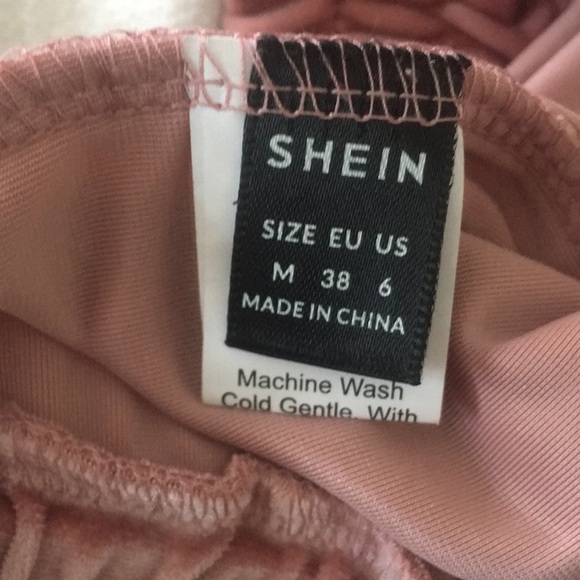 SHEIN
SIZE EU US
M 38 6
MADE IN CHINA
Machine Wash
Cold Gentle. With